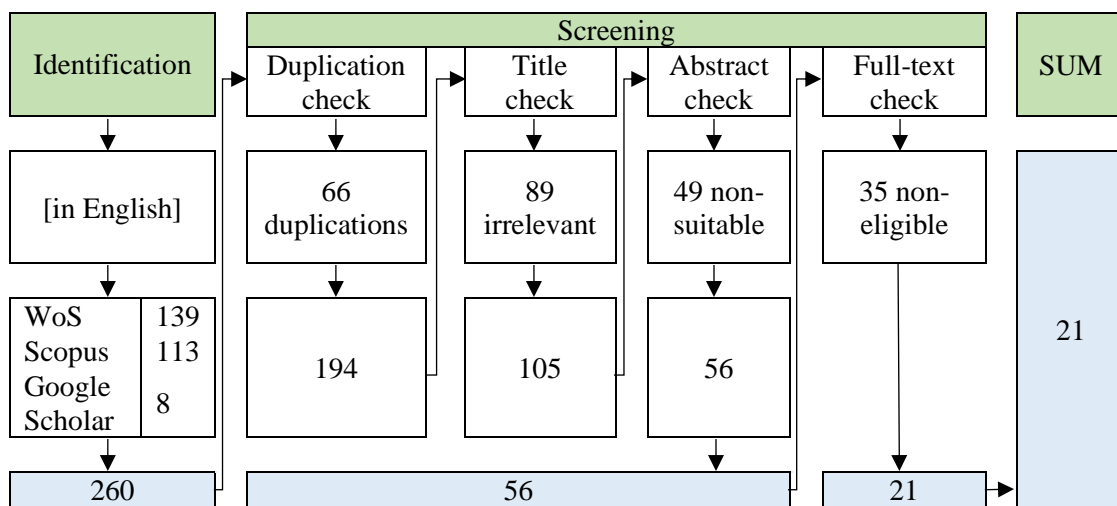 Identification
[in English]
WoS 139
Scopus 113
Google
Scholar 8
260
Screening
Duplication
check
66
duplications
194
Title
check
89
irrelevant
105
Abstract
check
49 non-
suitable
56
56
Full-text
check
35 non-
eligible
21
SUM
21